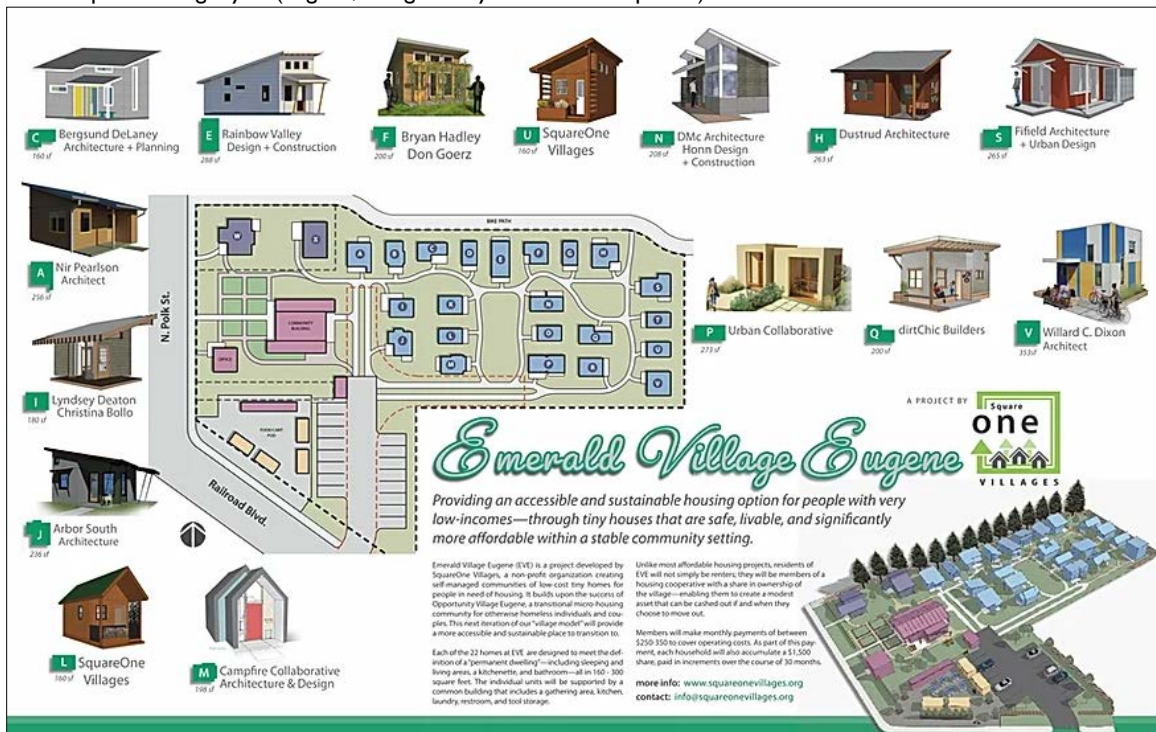 C Bergsund DeLaney
Architecture + Planning
160 sf
E Rainbow Valley
Design + Construction
288 sf
F Bryan Hadley
Don Goerz
200 sf
U SquareOne
Villages
160 sf
N DMc Architecture
Honn Design
+ Construction
208 sf
H Dustrud Architecture
263 sf
S Fifield Architecture
+ Urban Design
265 sf
A Nir Pearlson
Architect
256 sf
I Lyndsey Deaton
Christina Bollo
180 sf
J Arbor South
Architecture
236 sf
L SquareOne
Villages
160 sf
M Campfire Collaborative
Architecture & Design
198 sf
N. Polk St.
Railroad Blvd.
BIKE PATH
COMMUNITY
BUILDING
OFFICE
FOOD CART
POD
P Urban Collaborative
273 sf
Q dirtChic Builders
200 sf
V Willard C. Dixon
Architect
353 sf
A PROJECT BY
Square
one
VILLAGES
Emerald Village Eugene
Providing an accessible and sustainable housing option for people with very
low-incomes—through tiny houses that are safe, livable, and significantly
more affordable within a stable community setting.
Emerald Village Eugene (EVE) is a project developed by
SquareOne Villages, a non-profit organization creating
self-managed communities of low-cost tiny homes for
people in need of housing. It builds upon the success of
Opportunity Village Eugene, a transitional micro-housing
community for otherwise homeless individuals and cou-
ples. This next iteration of our "village model" will provide
a more accessible and sustainable place to transition to.
Each of the 22 homes at EVE are designed to meet the def-
inition of a "permanent dwelling"—including sleeping and
living areas, a kitchenette, and bathroom—all in 160 - 300
square feet. The individual units will be supported by a
common building that includes a gathering area, kitchen,
laundry, restroom, and tool storage.
Unlike most affordable housing projects, residents of
EVE will not simply be renters; they will be members of a
housing cooperative with a share in ownership of
the village—enabling them to create a modest
asset that can be cashed out if and when they
choose to move out.
Members will make monthly payments of between
$250-350 to cover operating costs. As part of this pay-
ment, each household will also accumulate a $1,500
share, paid in increments over the course of 30 months.
more info: www.squareonevillages.org
contact: info@squareonevillages.org